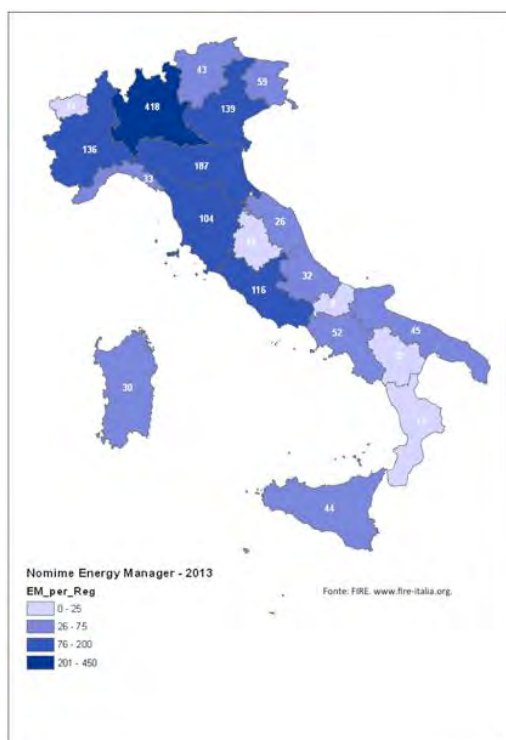 43
59
418
139
136
187
33
104
26
32
116
52
45
30
44
Nomime Energy Manager - 2013
EM_per_Reg
Fonte: FIRE. www.fire-italia.org.
0 - 25
26 - 75
76 - 200
201 - 450